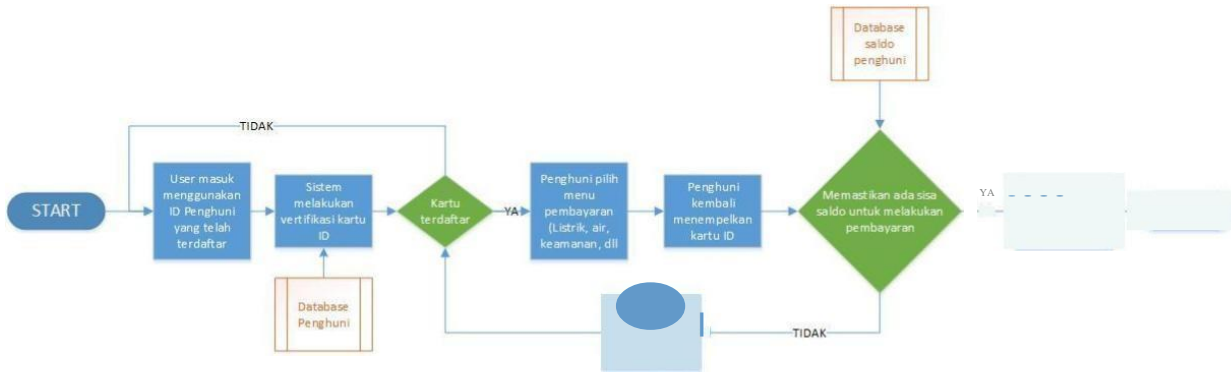 Database
saldo
penghuni
TIDAK
START
User masuk
menggunakan
ID Penghuni
yang telah
terdaftar
Sistem
melakukan
vertifikasi kartu
ID
Kartu
terdaftar
YA
Penghuni pilih
menu
pembayaran
(Listrik, air,
keamanan, dll
Penghuni
kembali
menempelkan
kartu ID
Memastikan ada sisa
saldo untuk melakukan
pembayaran
YA
Database
Penghuni
TIDAK